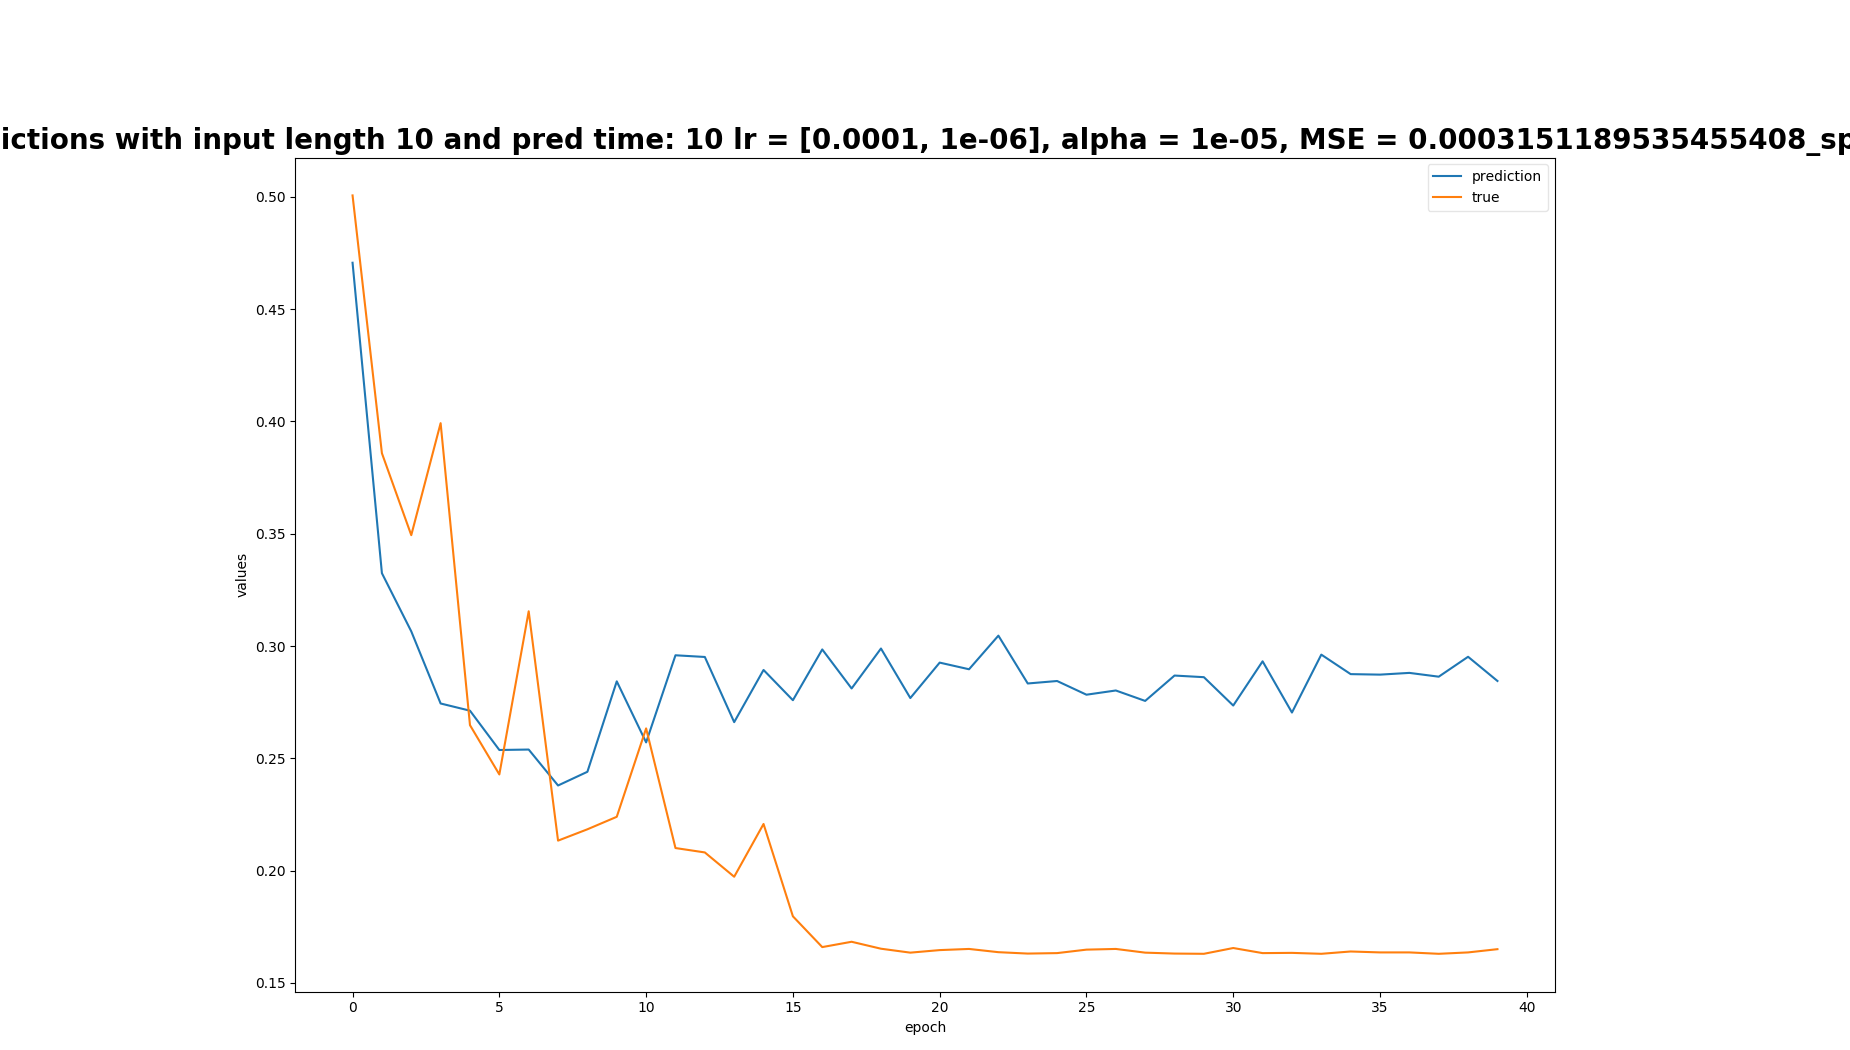 ictions with input length 10 and pred time: 10 lr = [0.0001, 1e-06], alpha = 1e-05, MSE = 0.0003151189535455408_sp
prediction
true
0.50
0.45
0.40
0.35
0.30
0.25
0.20
0.15
values
0 5 10 15 20 25 30 35 40
epoch